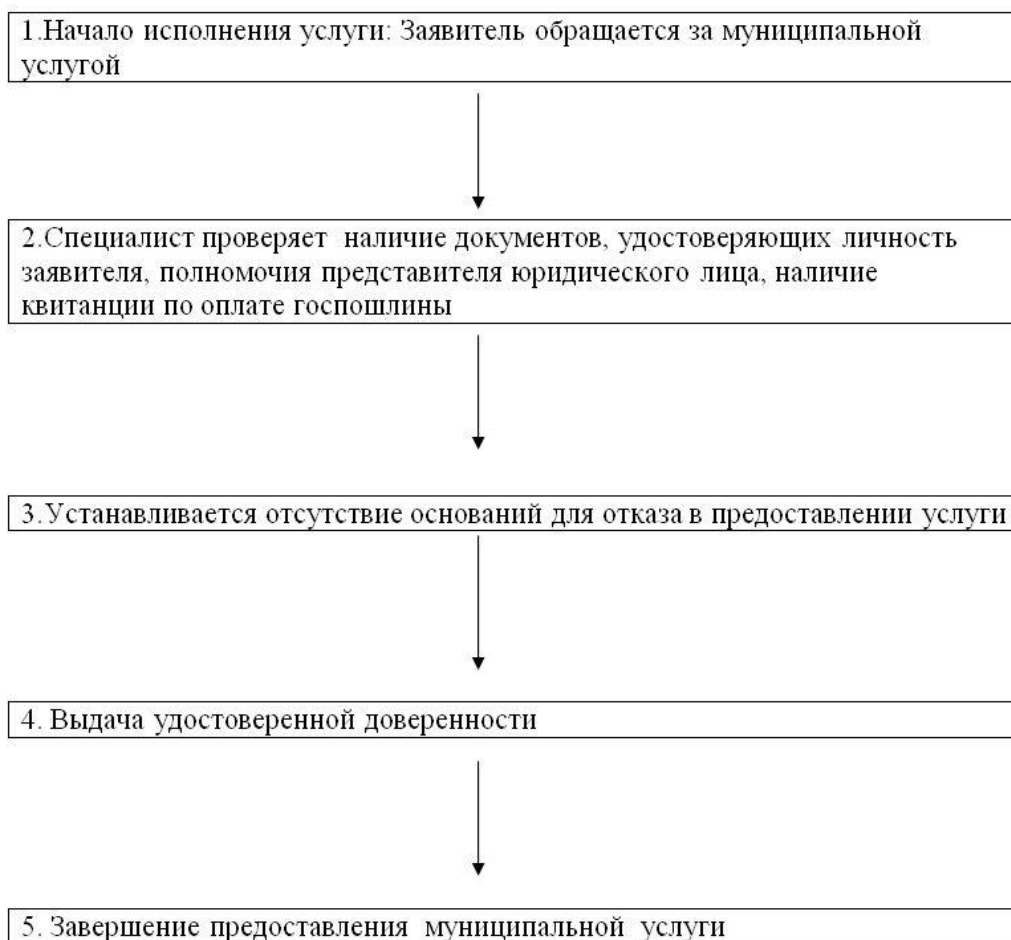 1.Начало исполнения услуги: Заявитель обращается за муниципальной
услугой
2.Специалист проверяет наличие документов, удостоверяющих личность
заявителя, полномочия представителя юридического лица, наличие
квитанции по оплате госпошлины
3.Устанавливается отсутствие оснований для отказа в предоставлении услуги
4. Выдача удостоверенной доверенности
5. Завершение предоставления муниципальной услуги